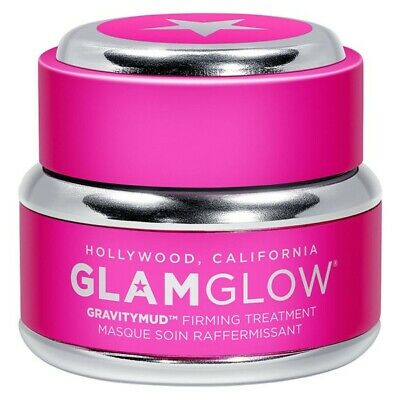 HOLLYWOOD, CALIFORNIA
GLAMGLOW®
GRAVITYMUD™ FIRMING TREATMENT
MASQUE SOIN RAFFERMISSANT